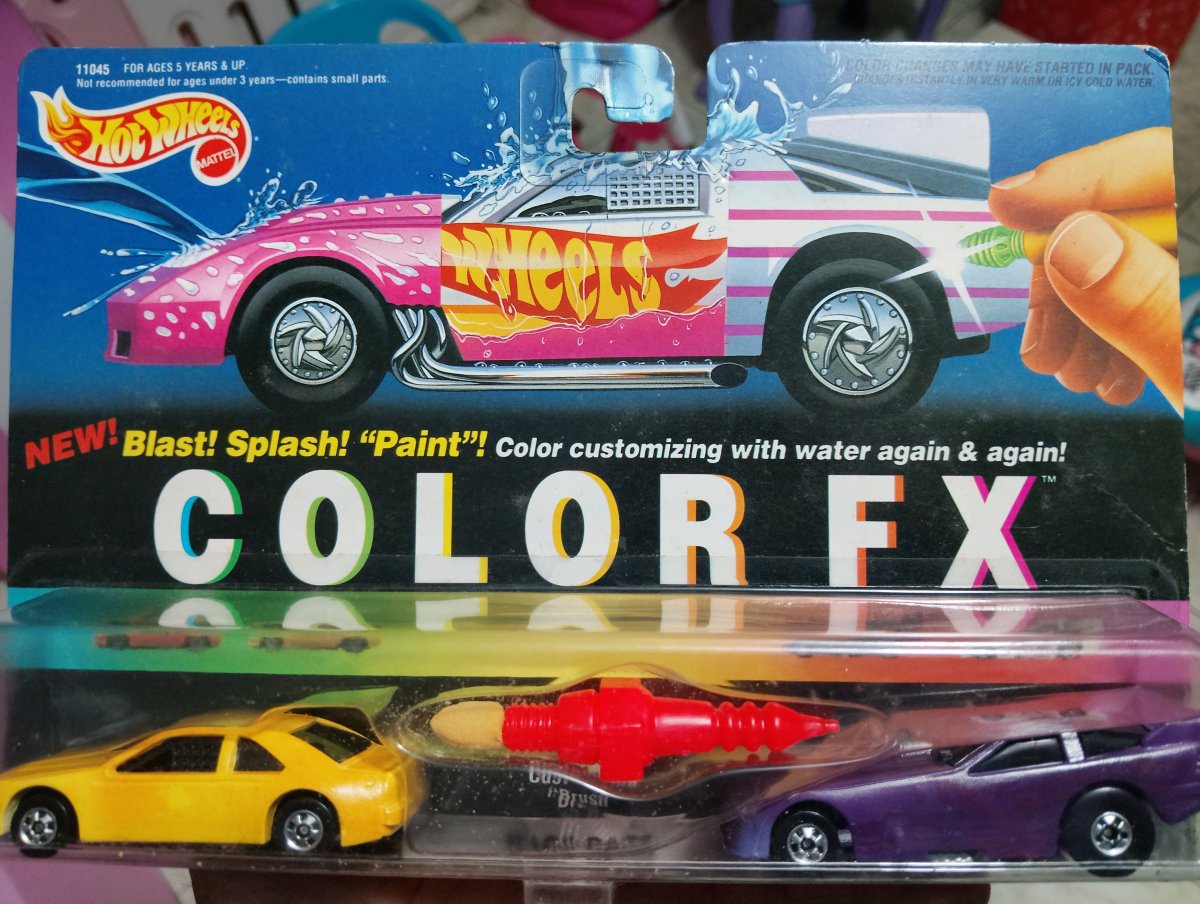 11045 FOR AGES 5 YEARS & UP.
Not recommended for ages under 3 years—contains small parts.
COLOR CHANGES MAY HAVE STARTED IN PACK.
CHANGES INSTANTLY IN VERY WARM OR ICY COLD WATER.
HOT WHEELS
MATTEL
WHEELS
NEW! Blast! Splash! “Paint”! Color customizing with water again & again!
COLOR FX™
Brush